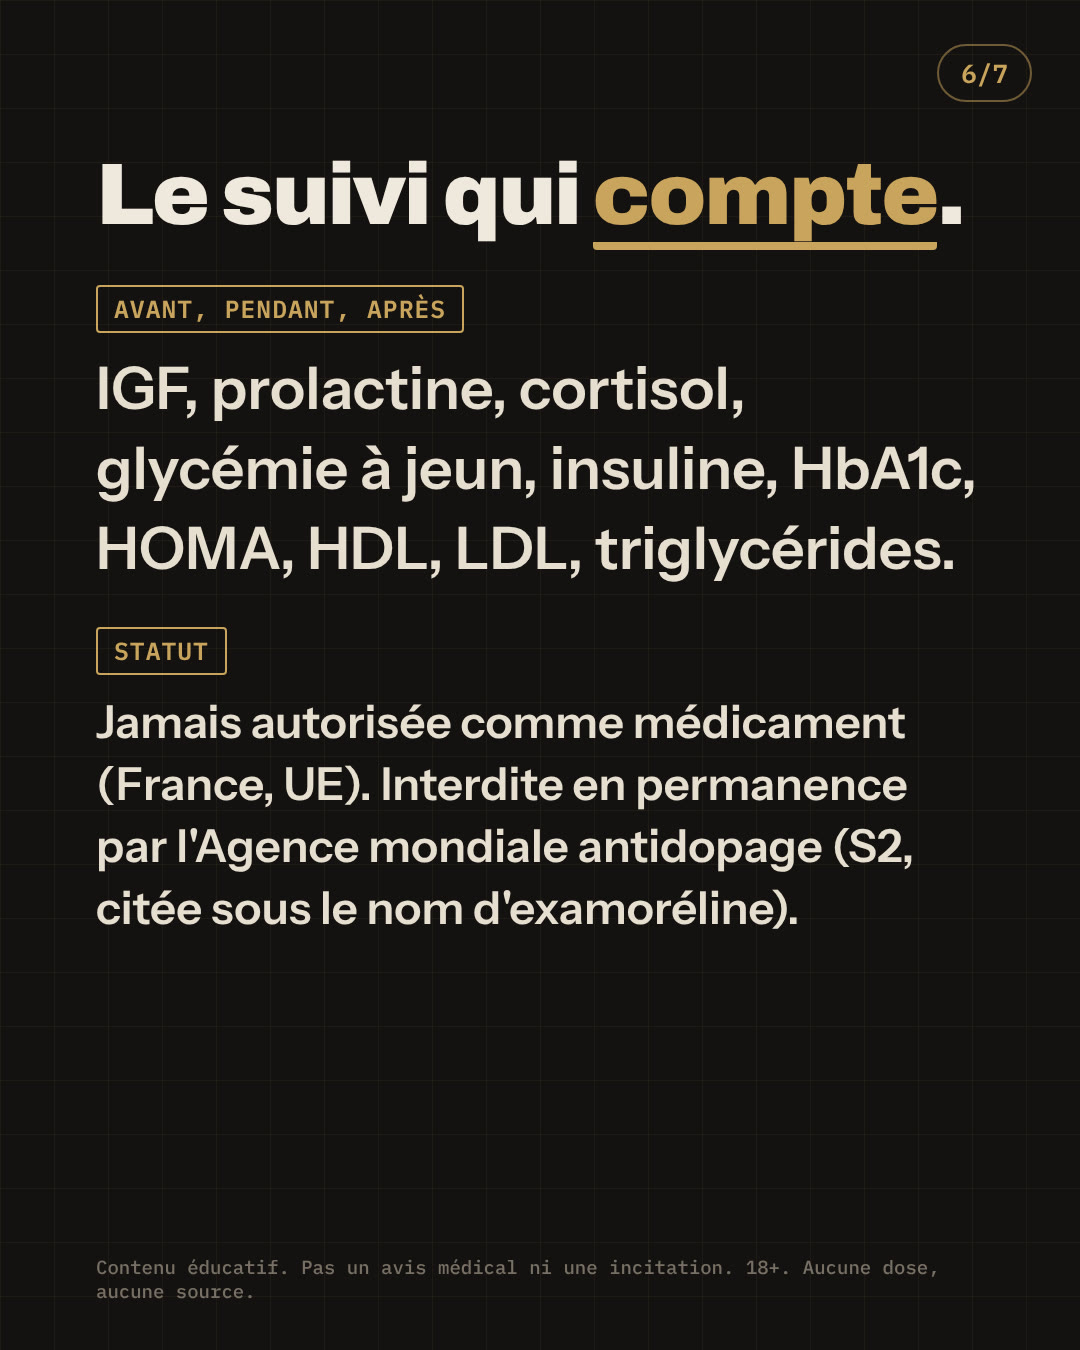 6/7
Le suivi qui compte.
AVANT, PENDANT, APRÈS
IGF, prolactine, cortisol,
glycémie à jeun, insuline, HbA1c,
HOMA, HDL, LDL, triglycérides.
STATUT
Jamais autorisée comme médicament
(France, UE). Interdite en permanence
par l'Agence mondiale antidopage (S2,
citée sous le nom d'examoréline).
Contenu éducatif. Pas un avis médical ni une incitation. 18+. Aucune dose,
aucune source.